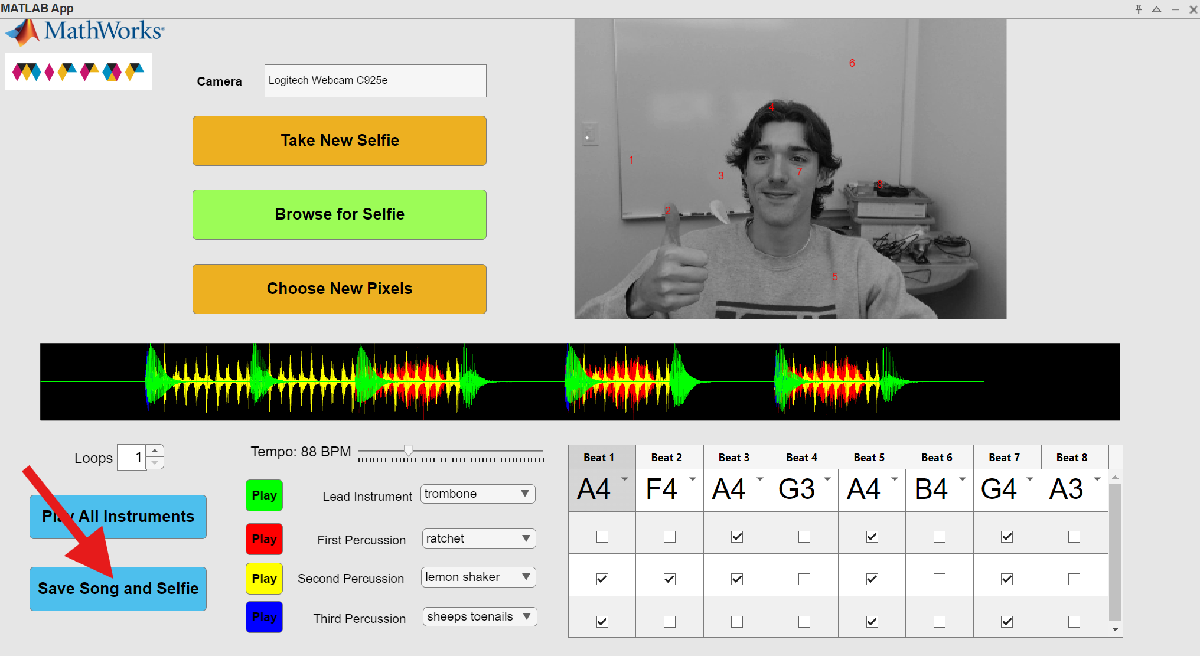 MATLAB App
MathWorks®
Camera
Logitech Webcam C925e
Take New Selfie
Browse for Selfie
Choose New Pixels
6
4
1
3
7
2
5
Loops 1
Tempo: 88 BPM
Play All Instruments
Save Song and Selfie
Play Lead Instrument trombone
Play First Percussion ratchet
Play Second Percussion lemon shaker
Play Third Percussion sheeps toenails
Beat 1 Beat 2 Beat 3 Beat 4 Beat 5 Beat 6 Beat 7 Beat 8
A4 F4 A4 G3 A4 B4 G4 A3